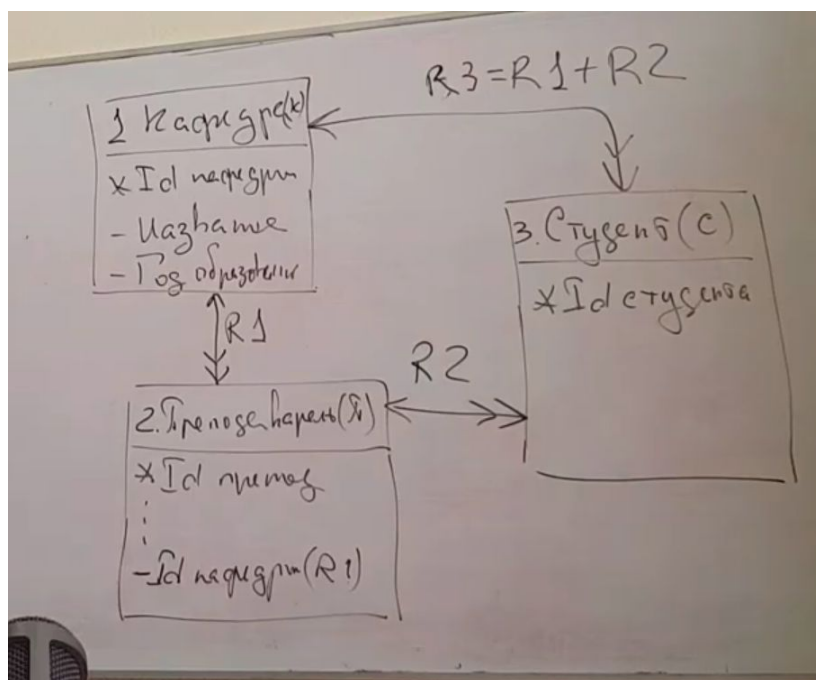 R3=R1+R2
1 Кафедра(к)
* Id кафедры
- Название
- Год образования
R1
3. Студент (С)
* Id студента
R2
2. Преподаватель (П)
* Id препод
- Id кафедры (R1)